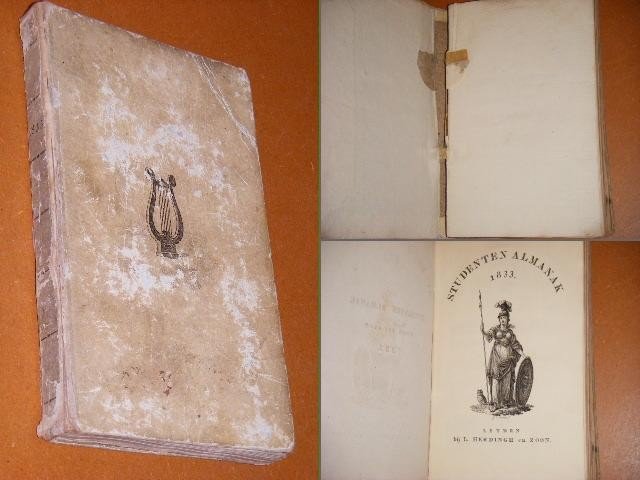 STUDENTEN ALMANAK
1833.
LEYDEN
bij L. HERDINGH en ZOON.